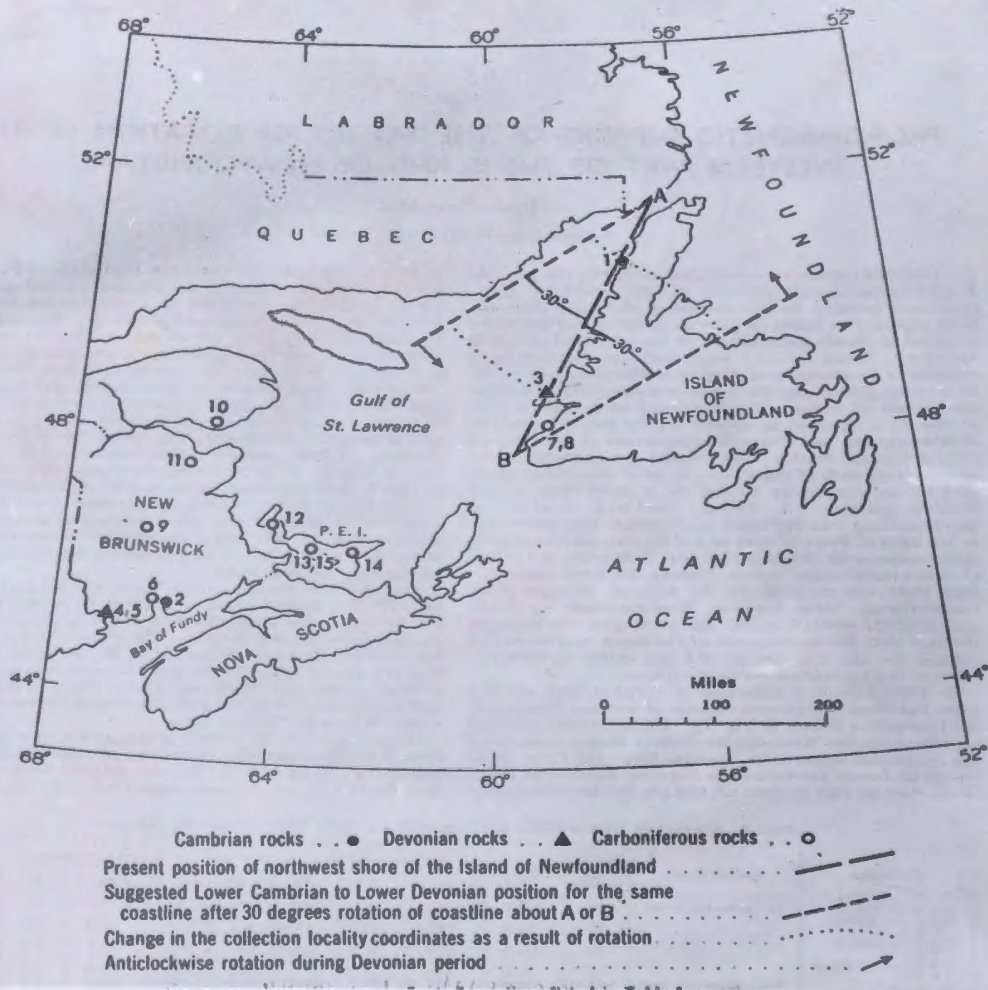 68° 64° 60° 56° 52°
LABRADOR
NEWFOUNDLAND
52° 52°
QUEBEC
A
1
30°
30°
3
ISLAND
OF
NEWFOUNDLAND
Gulf of
St. Lawrence
48° 48°
10
7,8
B
11
NEW
BRUNSWICK
9
12
P. E. I.
13,15 14
ATLANTIC
OCEAN
6
2
4,5
Bay of Fundy
NOVA SCOTIA
44° 44°
Miles
0 100 200
68° 64° 60° 56° 52°
Cambrian rocks . . ● Devonian rocks . . ▲ Carboniferous rocks . . o
Present position of northwest shore of the Island of Newfoundland
Suggested Lower Cambrian to Lower Devonian position for the same
coastline after 30 degrees rotation of coastline about A or B
Change in the collection locality coordinates as a result of rotation
Anticlockwise rotation during Devonian period